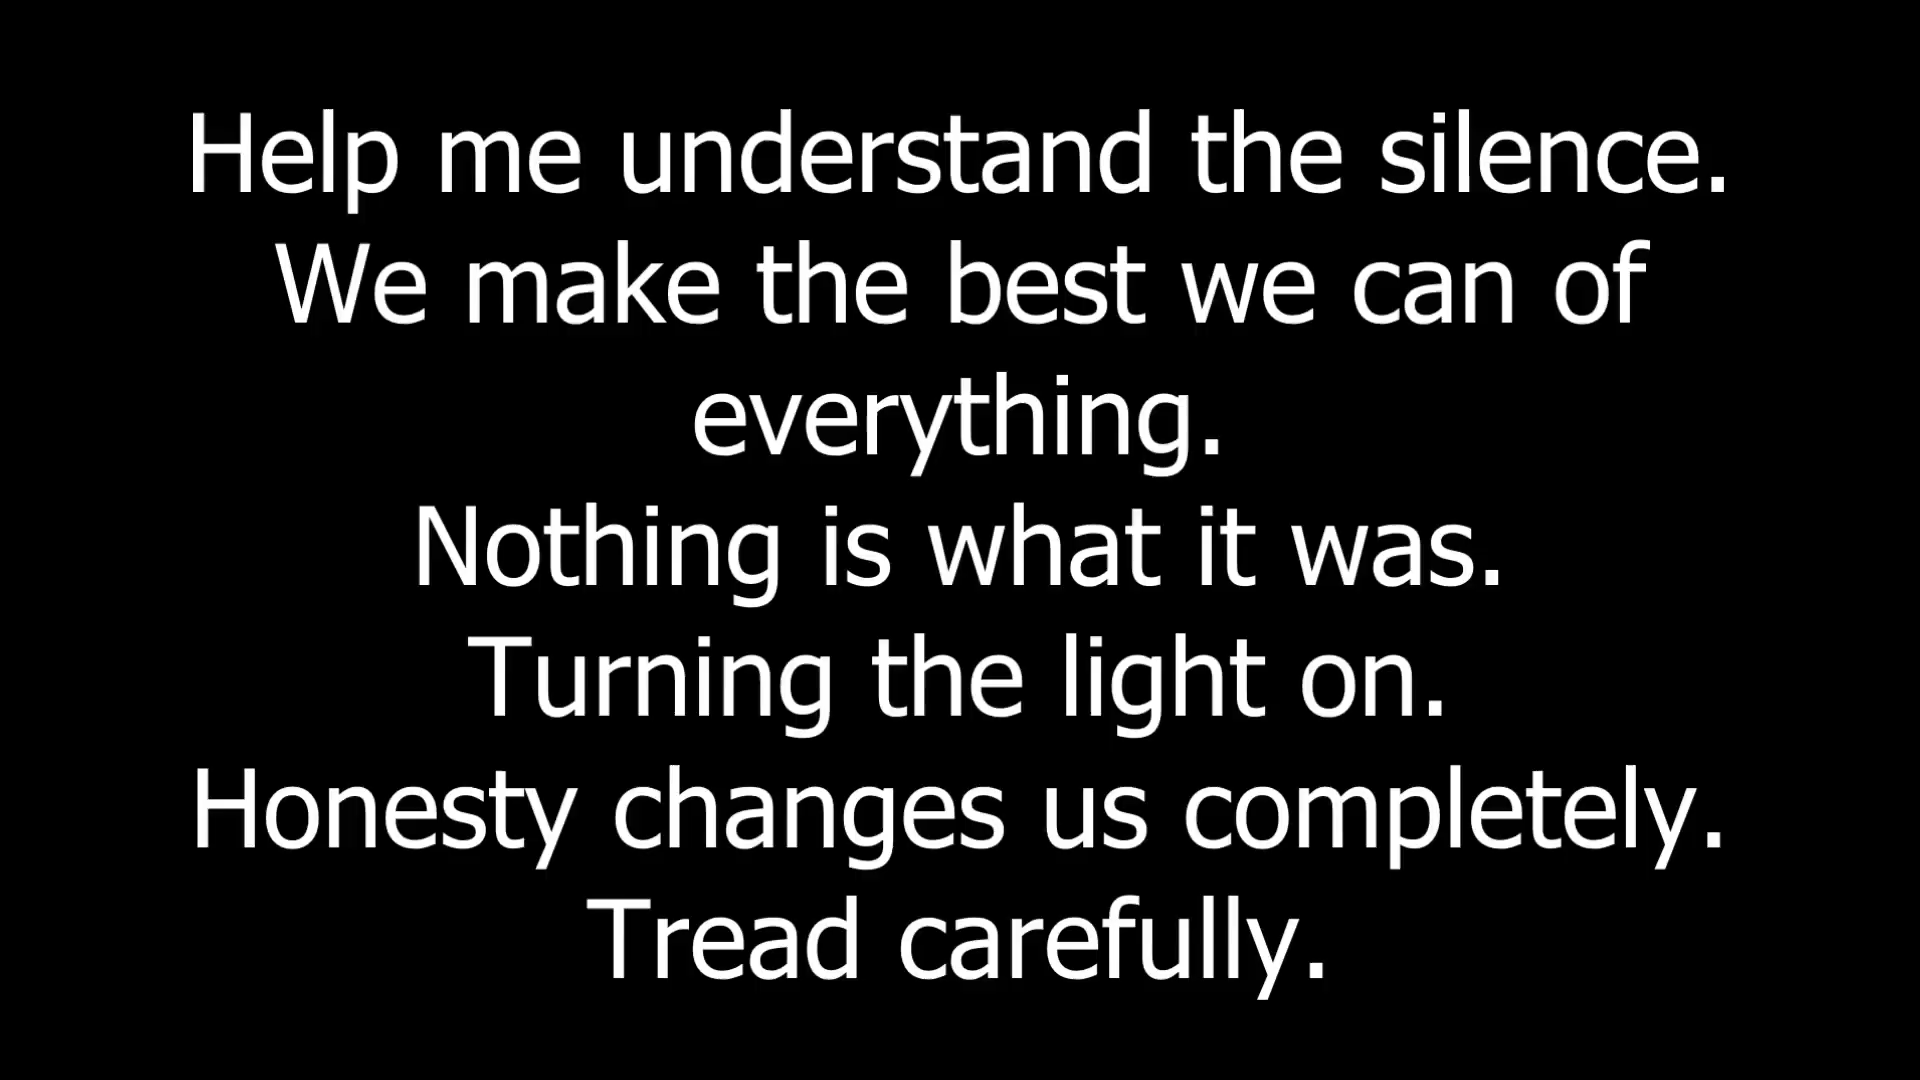 Help me understand the silence.
We make the best we can of
everything.
Nothing is what it was.
Turning the light on.
Honesty changes us completely.
Tread carefully.